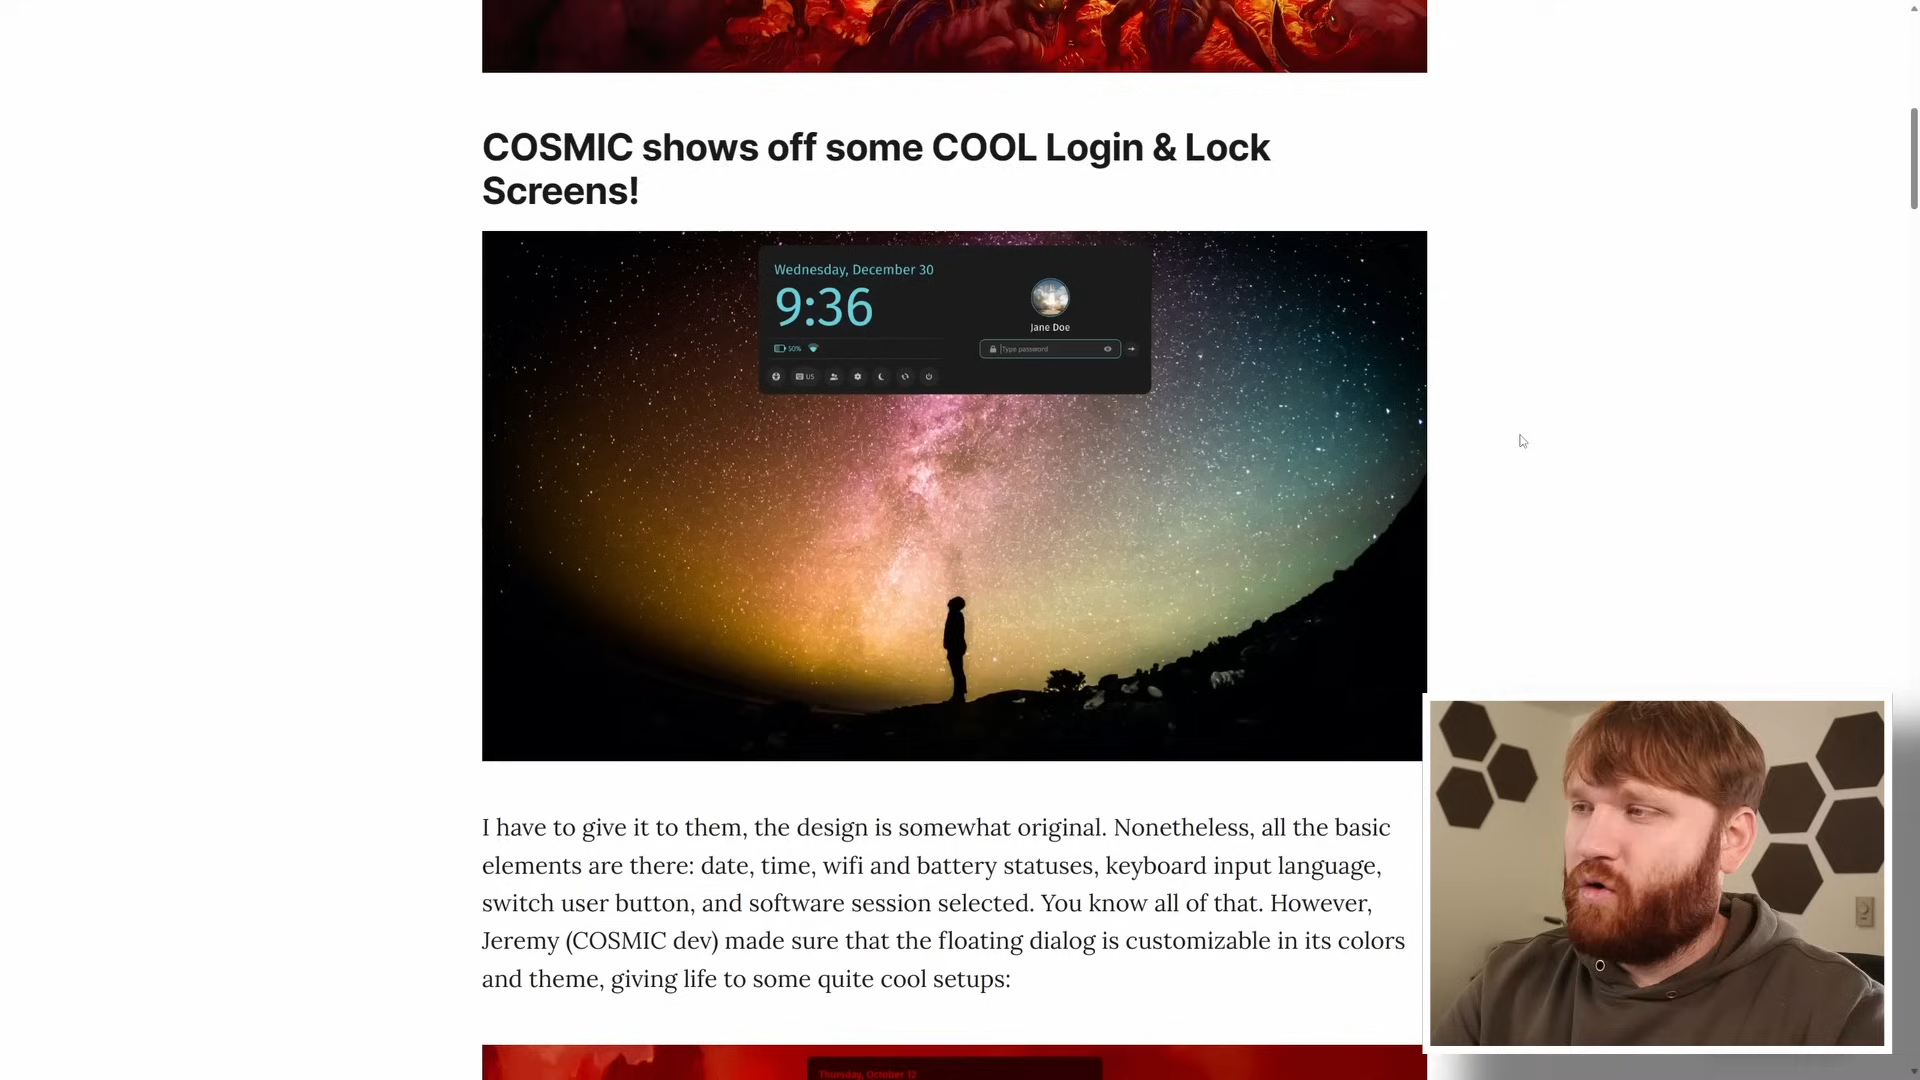 COSMIC shows off some COOL Login & Lock
Screens!
Wednesday, December 30
9:36
50%
US
Jane Doe
Type password
I have to give it to them, the design is somewhat original. Nonetheless, all the basic
elements are there: date, time, wifi and battery statuses, keyboard input language,
switch user button, and software session selected. You know all of that. However,
Jeremy (COSMIC dev) made sure that the floating dialog is customizable in its colors
and theme, giving life to some quite cool setups:
Thursday, October 12